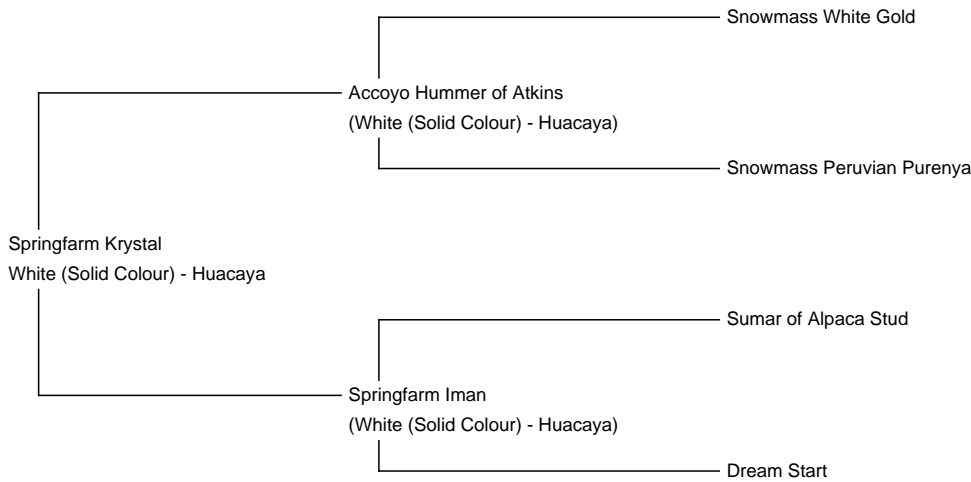 Snowmass White Gold
Accoyo Hummer of Atkins
(White (Solid Colour) - Huacaya)
Snowmass Peruvian Purenya
Springfarm Krystal
White (Solid Colour) - Huacaya
Sumar of Alpaca Stud
Springfarm Iman
(White (Solid Colour) - Huacaya)
Dream Start